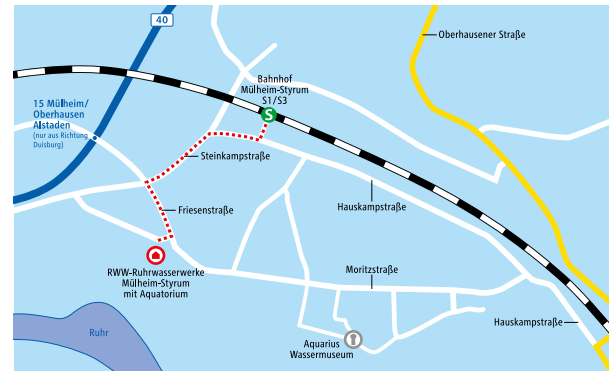 40
Oberhausener Straße
Bahnhof
Mülheim-Styrum
S1/S3
S
15 Mülheim/
Oberhausen
Alstaden
(nur aus Richtung
Duisburg)
Steinkampstraße
Friesenstraße
Hauskampstraße
RWW-Ruhrwasserwerke
Mülheim-Styrum
mit Aquatorium
Moritzstraße
Ruhr
Hauskampstraße
Aquarius
Wassermuseum